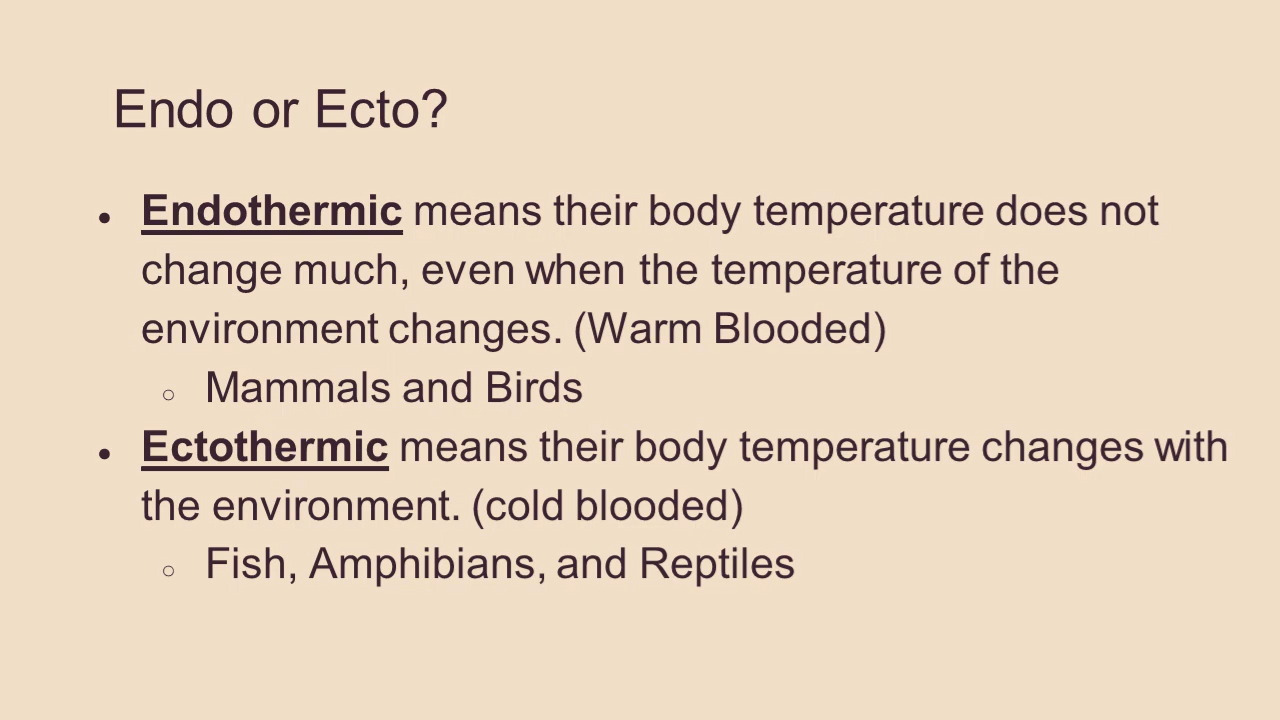 Endo or Ecto?
● Endothermic means their body temperature does not
change much, even when the temperature of the
environment changes. (Warm Blooded)
○ Mammals and Birds
● Ectothermic means their body temperature changes with
the environment. (cold blooded)
○ Fish, Amphibians, and Reptiles